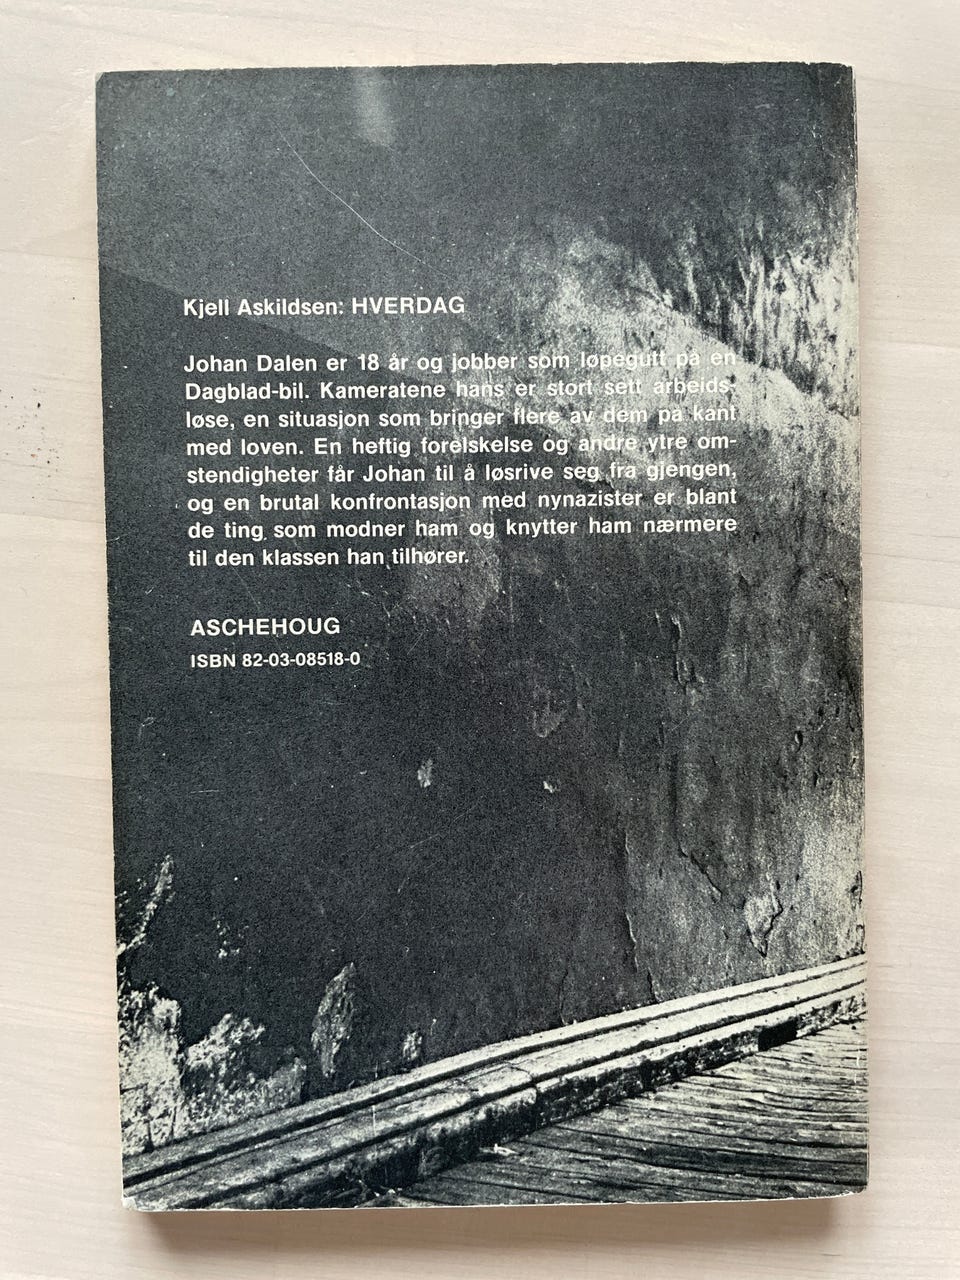 Kjell Askildsen: HVERDAG
Johan Dalen er 18 år og jobber som løpegutt på en
Dagblad-bil. Kameratene hans er stort sett arbeids-
løse, en situasjon som bringer flere av dem på kant
med loven. En heftig forelskelse og andre ytre om-
stendigheter får Johan til å løsrive seg fra gjengen,
og en brutal konfrontasjon med nynazister er blant
de ting som modner ham og knytter ham nærmere
til den klassen han tilhører.
ASCHEHOUG
ISBN 82-03-08518-0